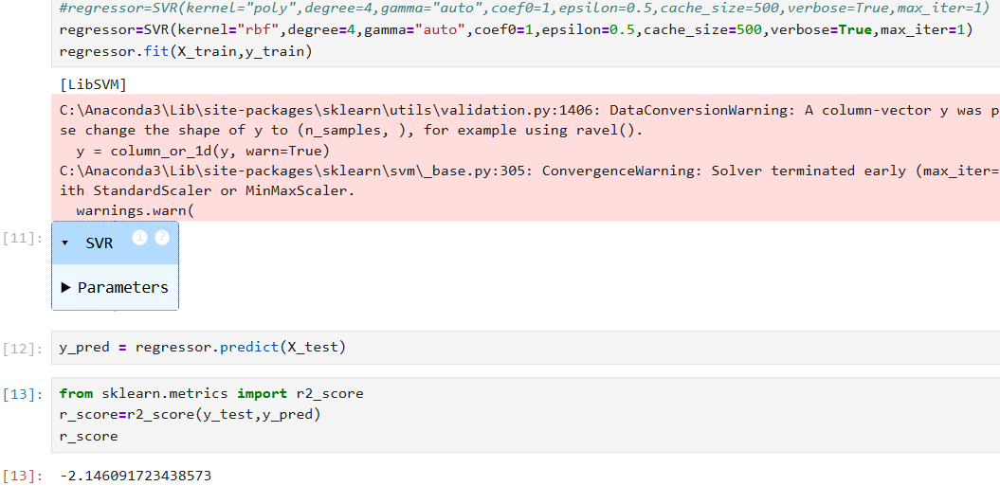 #regressor=SVR(kernel="poly",degree=4,gamma="auto",coef0=1,epsilon=0.5,cache_size=500,verbose=True,max_iter=1)
regressor=SVR(kernel="rbf",degree=4,gamma="auto",coef0=1,epsilon=0.5,cache_size=500,verbose=True,max_iter=1)
regressor.fit(X_train,y_train)
[LibSVM]
C:\Anaconda3\Lib\site-packages\sklearn\utils\validation.py:1406: DataConversionWarning: A column-vector y was p
se change the shape of y to (n_samples, ), for example using ravel().
y = column_or_1d(y, warn=True)
C:\Anaconda3\Lib\site-packages\sklearn\svm\_base.py:305: ConvergenceWarning: Solver terminated early (max_iter=
ith StandardScaler or MinMaxScaler.
warnings.warn(
[11]:
▾ SVR i ?
▶ Parameters
[12]: y_pred = regressor.predict(X_test)
[13]: from sklearn.metrics import r2_score
r_score=r2_score(y_test,y_pred)
r_score
[13]: -2.146091723438573